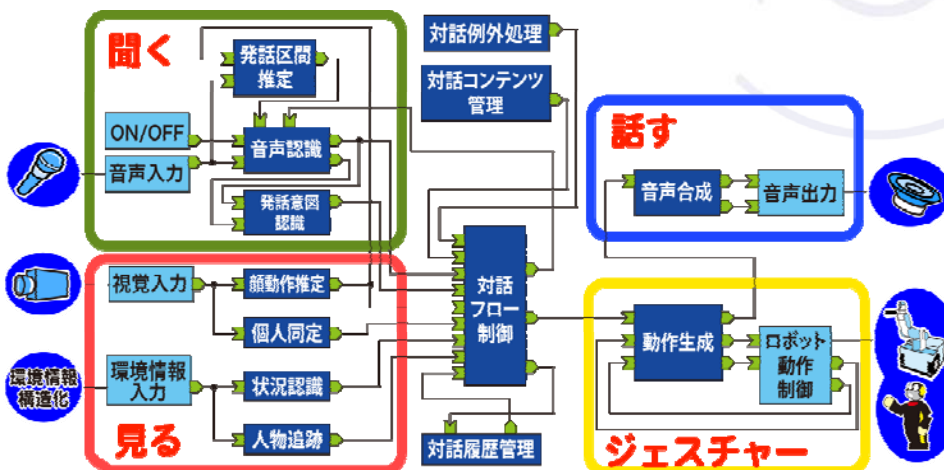 聞く
発話区間
推定
ON/OFF
音声入力
音声認識
発話意図
認識
対話例外処理
対話コンテンツ
管理
話す
音声合成
音声出力
視覚入力
顔動作推定
個人同定
環境情報
構造化
環境情報
入力
状況認識
人物追跡
見る
対話
フロー
制御
対話履歴管理
動作生成
ロボット
動作
制御
ジェスチャー